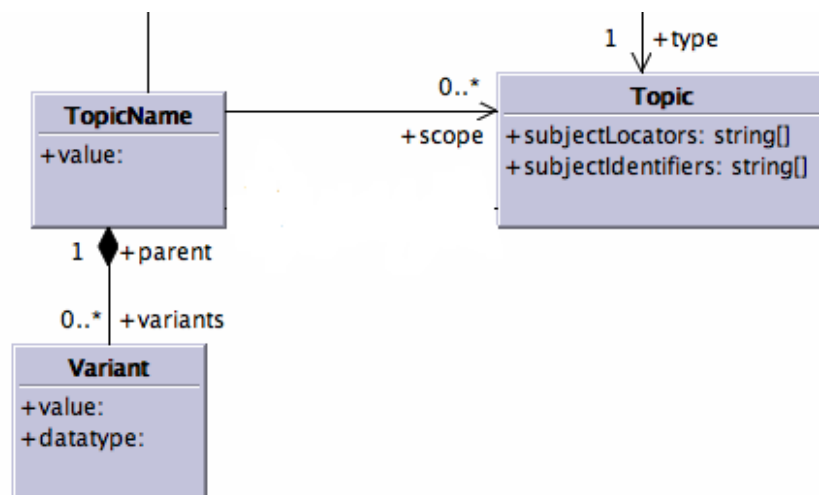 1 +type
TopicName
+value:
0..*
+scope
Topic
+subjectLocators: string[]
+subjectIdentifiers: string[]
1 +parent
0..* +variants
Variant
+value:
+datatype: